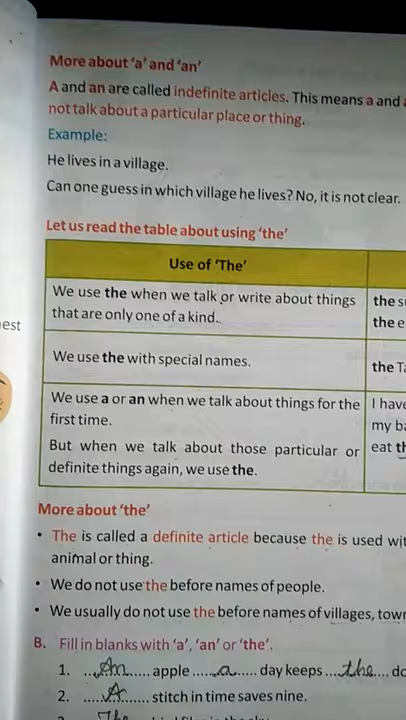 More about 'a' and 'an'
A and an are called indefinite articles. This means a and
not talk about a particular place or thing.
Example:
He lives in a village.
Can one guess in which village he lives? No, it is not clear.
Let us read the table about using 'the'
Use of 'The'
We use the when we talk or write about things
that are only one of a kind.
the
the
We use the with special names.
the
We use a or an when we talk about things for the
first time.
But when we talk about those particular or
definite things again, we use the.
I have
my
eat
More about 'the'
• The is called a definite article because the is used
animal or thing.
• We do not use the before names of people.
• We usually do not use the before names of villages,
B. Fill in blanks with 'a', 'an' or 'the'.
1. ...An..... apple .....a..... day keeps ...the....
2. .....A..... stitch in time saves nine.
The